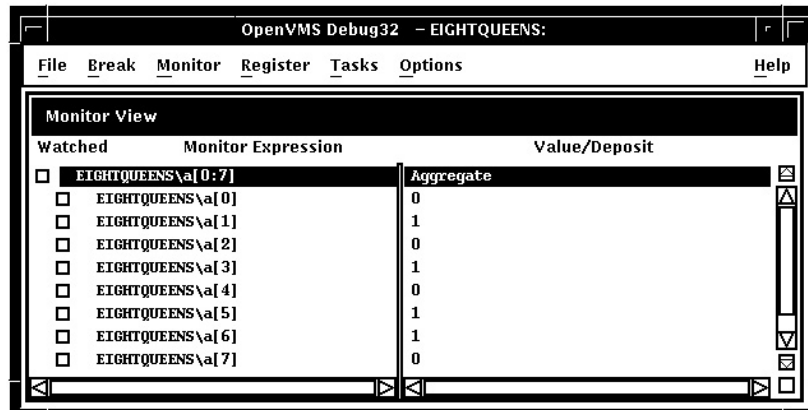 OpenVMS Debug32 - EIGHTQUEENS:
File Break Monitor Register Tasks Options Help
Monitor View
Watched Monitor Expression Value/Deposit
EIGHTQUEENS\a[0:7] Aggregate
EIGHTQUEENS\a[0] 0
EIGHTQUEENS\a[1] 1
EIGHTQUEENS\a[2] 0
EIGHTQUEENS\a[3] 1
EIGHTQUEENS\a[4] 0
EIGHTQUEENS\a[5] 1
EIGHTQUEENS\a[6] 1
EIGHTQUEENS\a[7] 0